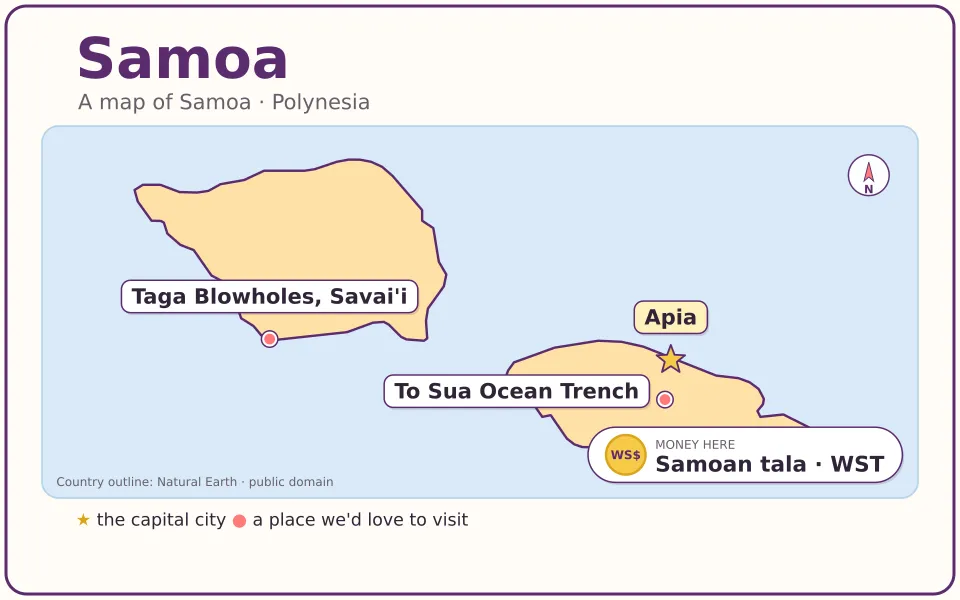 Samoa
A map of Samoa · Polynesia
N
Taga Blowholes, Savai'i
Apia
To Sua Ocean Trench
WS$
MONEY HERE
Samoan tala · WST
Country outline: Natural Earth · public domain
★ the capital city ● a place we'd love to visit